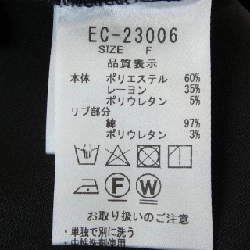 EC-23006
SIZE F
品質表示
本体 ポリエステル 60%
レーヨン 35%
ポリウレタン 5%
リブ部分
綿 97%
ポリウレタン 3%
F W
お取り扱いのご注意
・単独で別に洗う